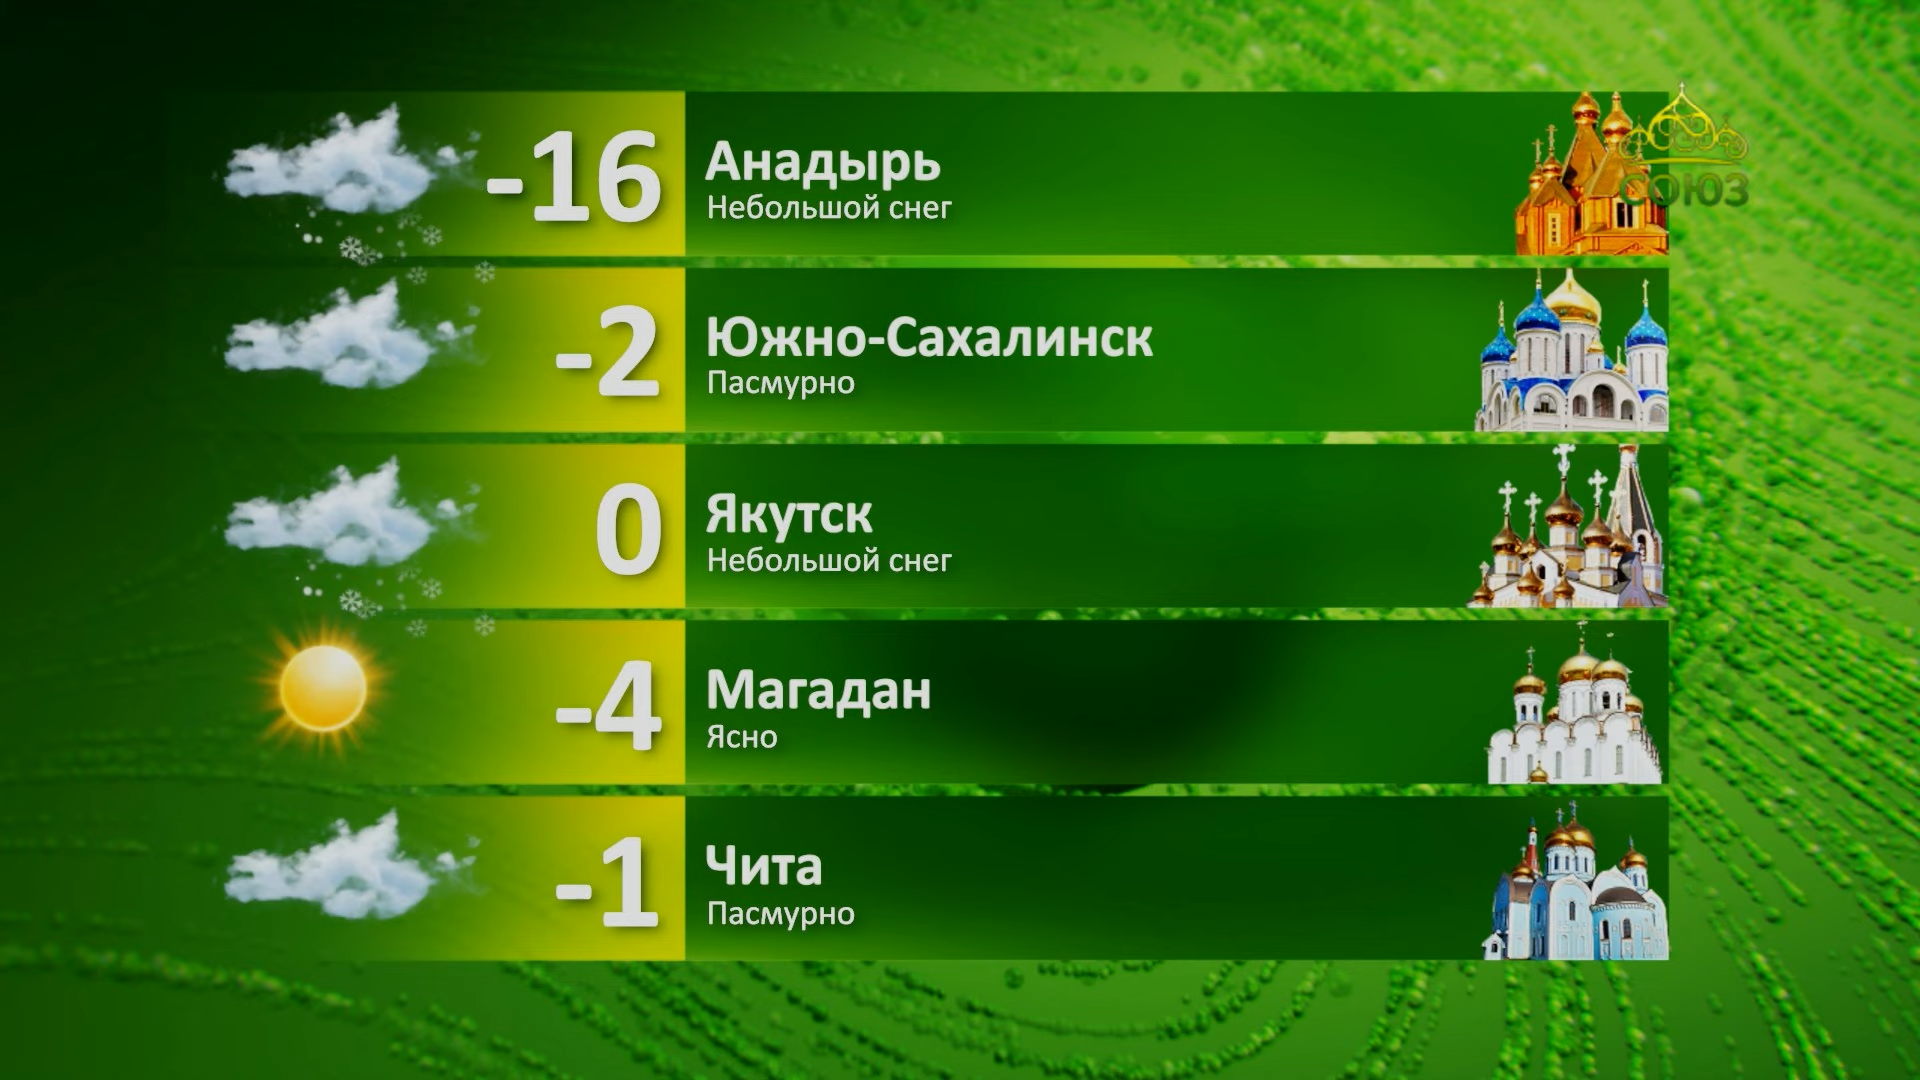 -16
Анадырь
Небольшой снег
СОЮЗ
-2
Южно-Сахалинск
Пасмурно
0
Якутск
Небольшой снег
-4
Магадан
Ясно
-1
Чита
Пасмурно